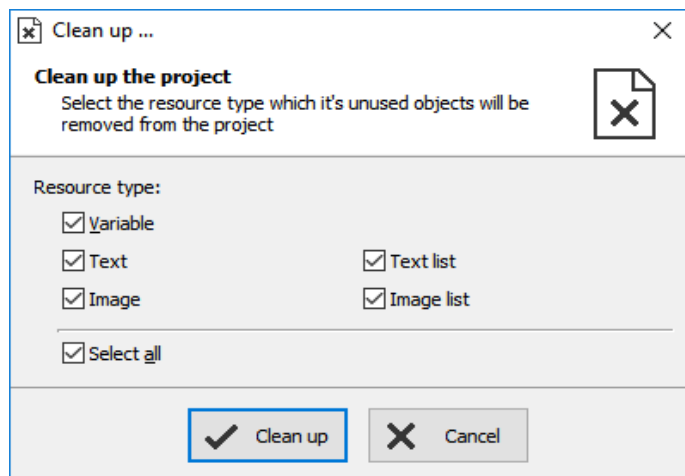 Clean up ...
Clean up the project
Select the resource type which it's unused objects will be
removed from the project
Resource type:
Variable
Text
Text list
Image
Image list
Select all
Clean up
Cancel